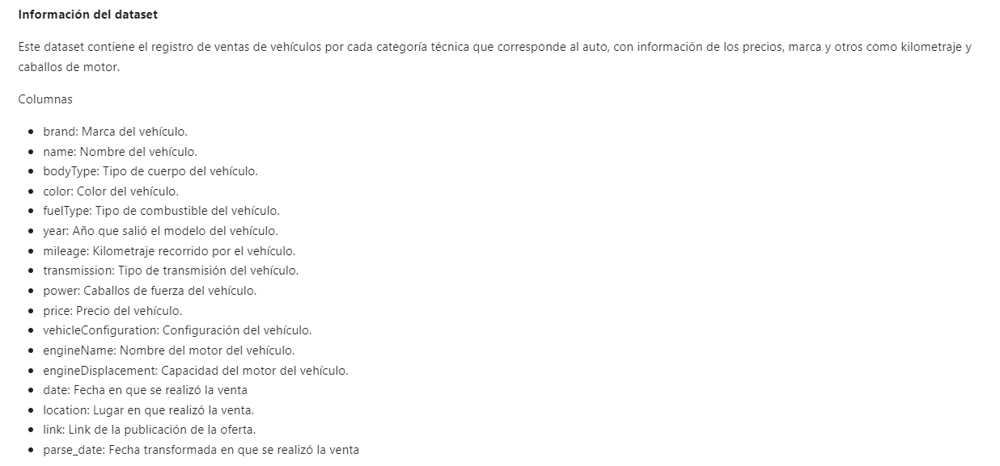 Información del dataset
Este dataset contiene el registro de ventas de vehículos por cada categoría técnica que corresponde al auto, con información de los precios, marca y otros como kilometraje y
caballos de motor.
Columnas
• brand: Marca del vehículo.
• name: Nombre del vehículo.
• bodyType: Tipo de cuerpo del vehículo.
• color: Color del vehículo.
• fuelType: Tipo de combustible del vehículo.
• year: Año que salió el modelo del vehículo.
• mileage: Kilometraje recorrido por el vehículo.
• transmission: Tipo de transmisión del vehículo.
• power: Caballos de fuerza del vehículo.
• price: Precio del vehículo.
• vehicleConfiguration: Configuración del vehículo.
• engineName: Nombre del motor del vehículo.
• engineDisplacement: Capacidad del motor del vehículo.
• date: Fecha en que se realizó la venta
• location: Lugar en que realizó la venta.
• link: Link de la publicación de la oferta.
• parse_date: Fecha transformada en que se realizó la venta